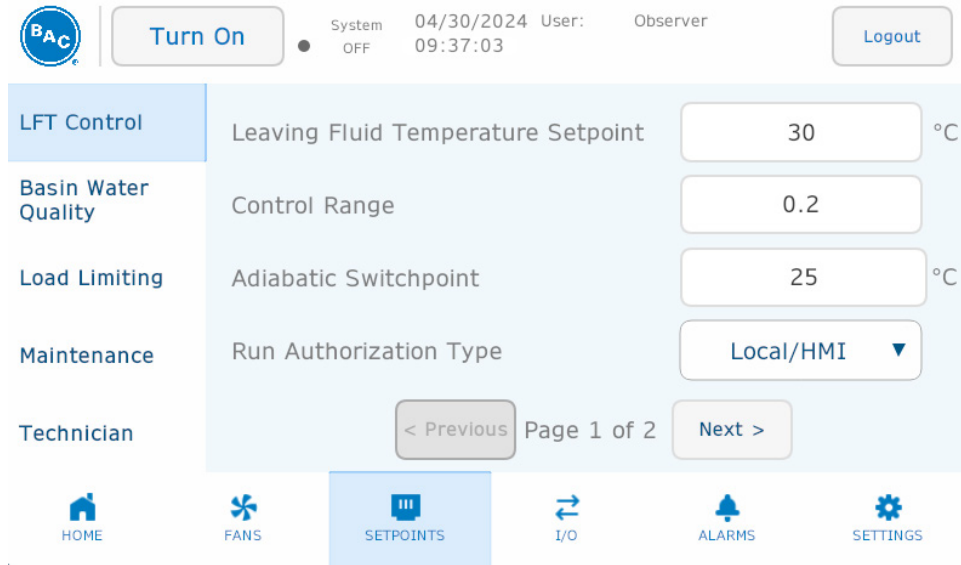 BAC
Turn On
System OFF
04/30/2024 09:37:03
User: Observer
Logout
LFT Control
Basin Water
Quality
Load Limiting
Maintenance
Technician
Leaving Fluid Temperature Setpoint 30 °C
Control Range 0.2
Adiabatic Switchpoint 25 °C
Run Authorization Type Local/HMI ▼
< Previous Page 1 of 2 Next >
HOME FANS SETPOINTS I/O ALARMS SETTINGS